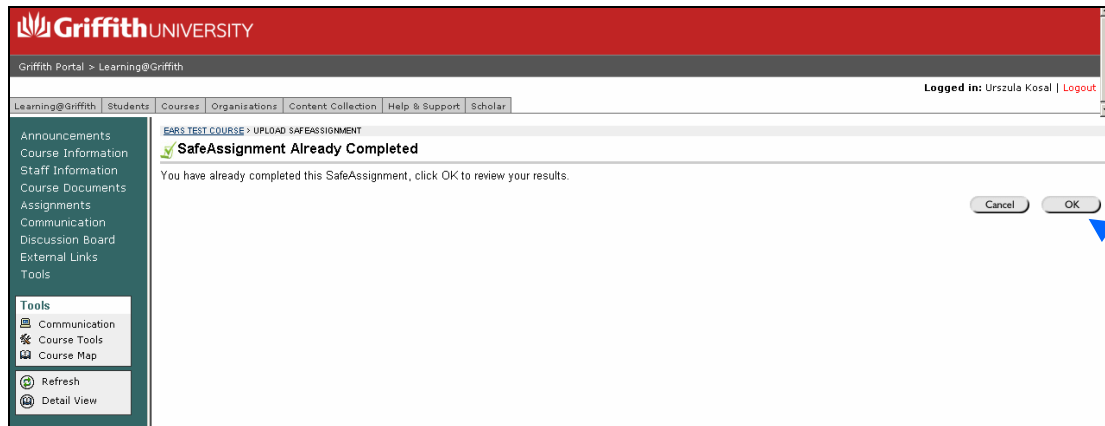 Griffith UNIVERSITY
Griffith Portal > Learning@Griffith
Logged in: Urszula Kosal | Logout
Learning@Griffith Students Courses Organisations Content Collection Help & Support Scholar
EARS TEST COURSE > UPLOAD SAFEASSIGNMENT
SafeAssignment Already Completed
You have already completed this SafeAssignment, click OK to review your results.
Cancel OK
Announcements
Course Information
Staff Information
Course Documents
Assignments
Communication
Discussion Board
External Links
Tools
Tools
Communication
Course Tools
Course Map
Refresh
Detail View